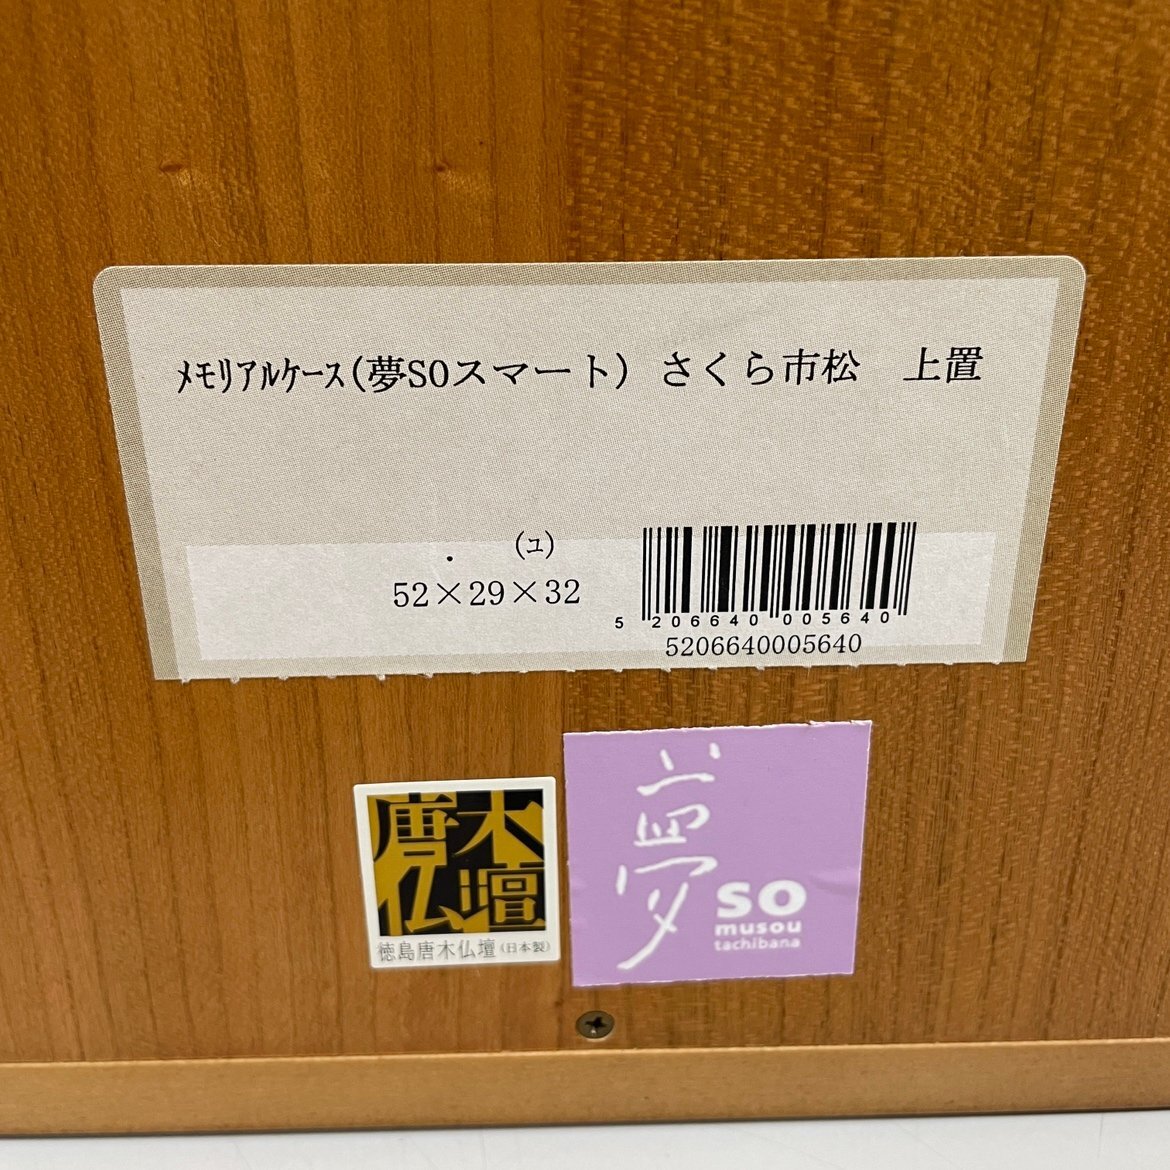 ﾒﾓﾘｱﾙｹｰｽ(夢SOスマート) さくら市松　上置
. (ユ)
52×29×32
5 206640 005640
5206640005640
唐木
仏壇
徳島唐木仏壇(日本製)
夢
so
musou
tachibana